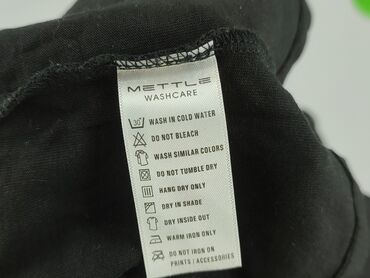 METTLE
WASHCARE
30° WASH IN COLD WATER
DO NOT BLEACH
WASH SIMILAR COLORS
DO NOT TUMBLE DRY
HANG DRY ONLY
DRY IN SHADE
DRY INSIDE OUT
WARM IRON ONLY
DO NOT IRON ON
PRINTS / ACCESSORIES